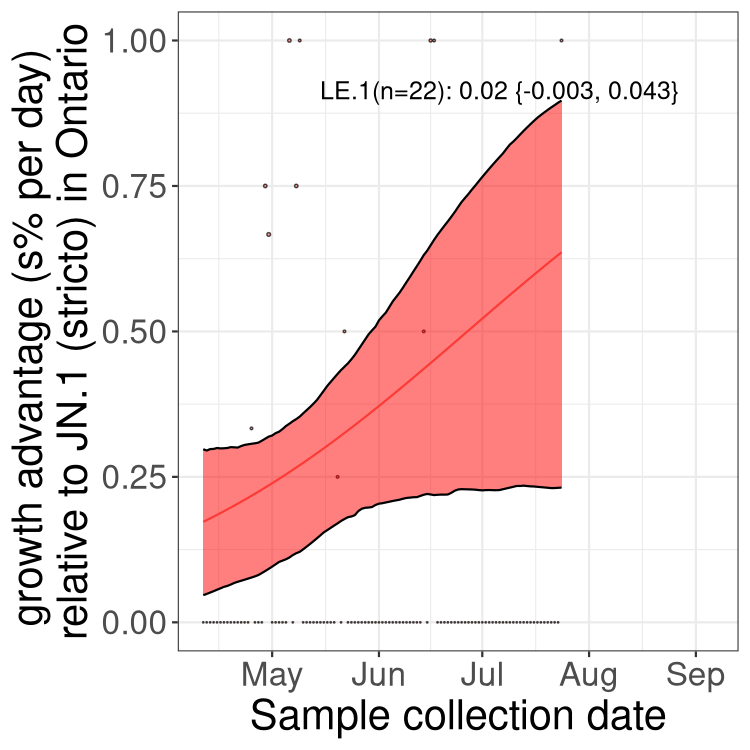 growth advantage (s% per day)
relative to JN.1 (stricto) in Ontario
1.00
0.75
0.50
0.25
0.00
LE.1(n=22): 0.02 {-0.003, 0.043}
May Jun Jul Aug Sep
Sample collection date